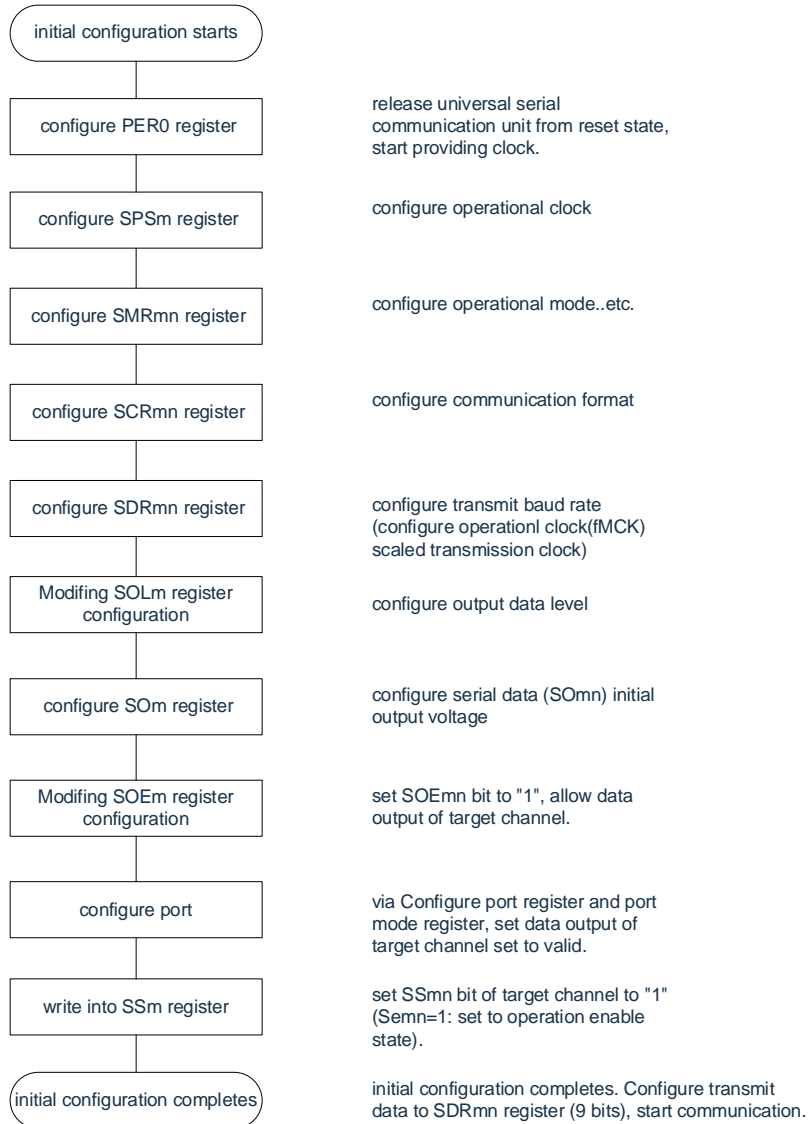 initial configuration starts
configure PER0 register
release universal serial
communication unit from reset state,
start providing clock.
configure SPSm register
configure operational clock
configure SMRmn register
configure operational mode..etc.
configure SCRmn register
configure communication format
configure SDRmn register
configure transmit baud rate
(configure operationl clock(fMCK)
scaled transmission clock)
Modifing SOLm register
configuration
configure output data level
configure SOm register
configure serial data (SOmn) initial
output voltage
Modifing SOEm register
configuration
set SOEmn bit to "1", allow data
output of target channel.
configure port
via Configure port register and port
mode register, set data output of
target channel set to valid.
write into SSm register
set SSmn bit of target channel to "1"
(Semn=1: set to operation enable
state).
initial configuration completes
initial configuration completes. Configure transmit
data to SDRmn register (9 bits), start communication.